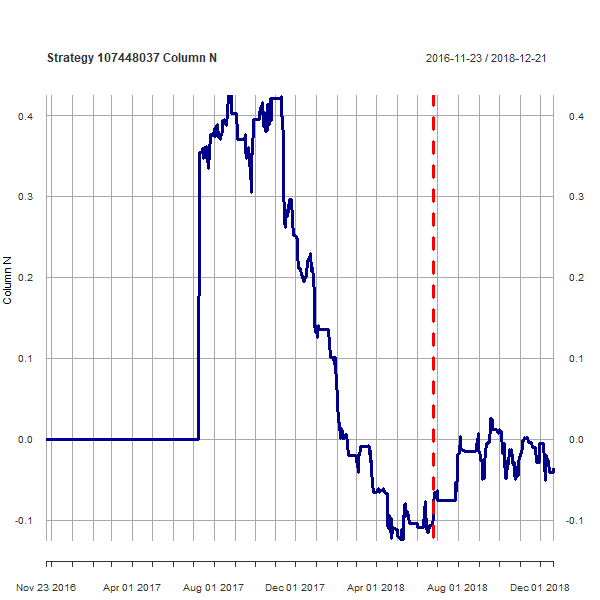 Strategy 107448037 Column N
2016-11-23 / 2018-12-21
0.4
0.4
0.3
0.3
0.2
0.2
0.1
0.1
0.0
0.0
-0.1
-0.1
Column N
Nov 23 2016
Apr 01 2017
Aug 01 2017
Dec 01 2017
Apr 01 2018
Aug 01 2018
Dec 01 2018